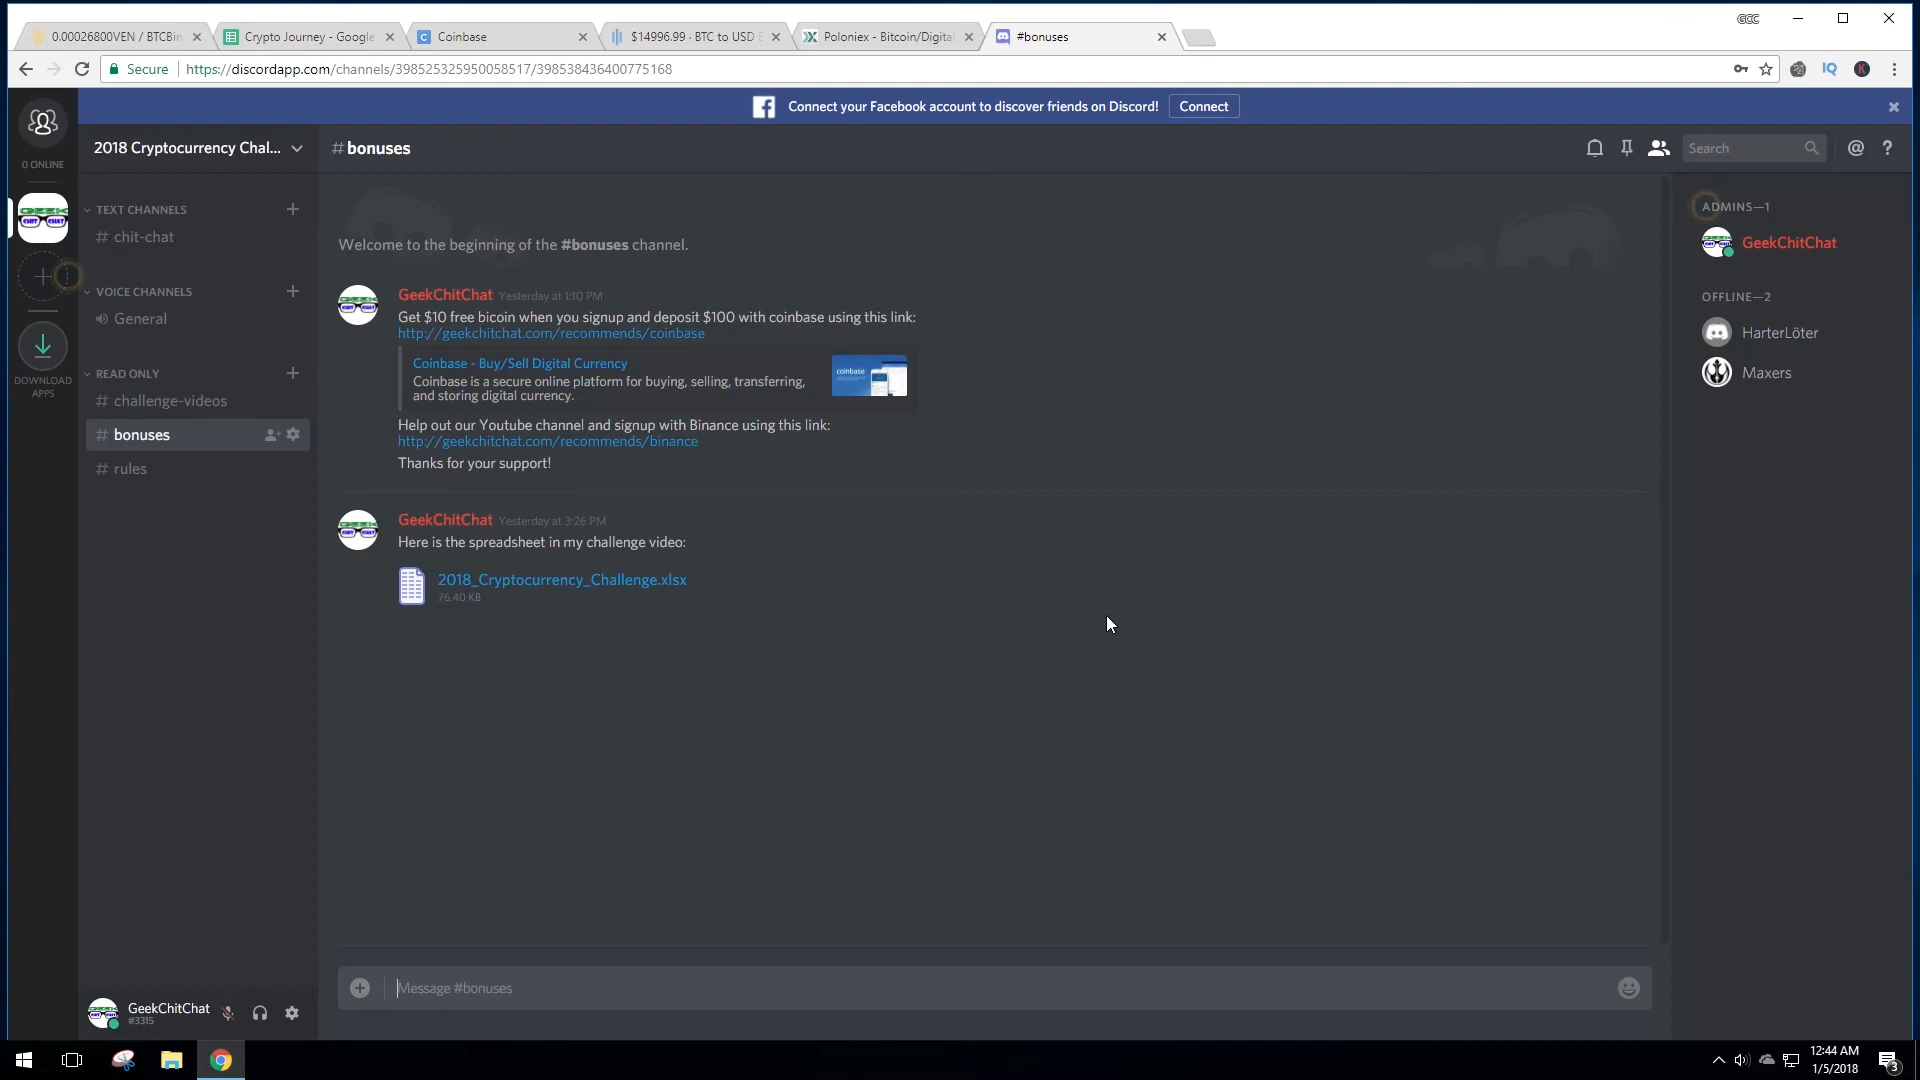 GCC
0.00026800VEN / BTCBin
Crypto Journey - Google
Coinbase
$14996.99 · BTC to USD
Poloniex - Bitcoin/Digital
#bonuses
Secure
https://discordapp.com/channels/398525325950058517/398538436400775168
IQ
K
Connect your Facebook account to discover friends on Discord!
Connect
0 ONLINE
2018 Cryptocurrency Chal...
#bonuses
Search
@
?
TEXT CHANNELS
# chit-chat
VOICE CHANNELS
General
READ ONLY
# challenge-videos
# bonuses
# rules
GEEK
CHIT CHAT
DOWNLOAD
APPS
Welcome to the beginning of the #bonuses channel.
GeekChitChat Yesterday at 1:10 PM
Get $10 free bicoin when you signup and deposit $100 with coinbase using this link:
http://geekchitchat.com/recommends/coinbase
Coinbase - Buy/Sell Digital Currency
Coinbase is a secure online platform for buying, selling, transferring,
and storing digital currency.
coinbase
Help out our Youtube channel and signup with Binance using this link:
http://geekchitchat.com/recommends/binance
Thanks for your support!
GeekChitChat Yesterday at 3:26 PM
Here is the spreadsheet in my challenge video:
2018_Cryptocurrency_Challenge.xlsx
76.40 KB
Message #bonuses
ADMINS—1
GeekChitChat
OFFLINE—2
HarterLöter
Maxers
GeekChitChat
#3315
12:44 AM
1/5/2018
3